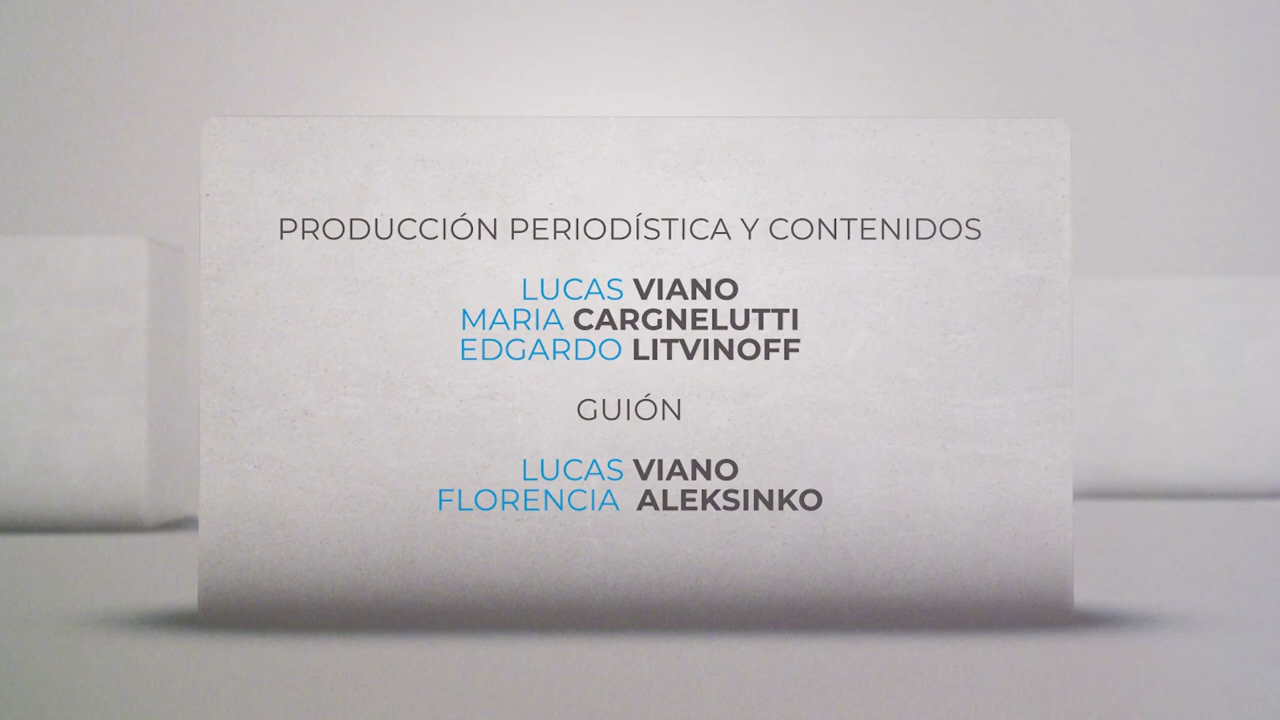 PRODUCCIÓN PERIODÍSTICA Y CONTENIDOS
LUCAS VIANO
MARIA CARGNELUTTI
EDGARDO LITVINOFF
GUIÓN
LUCAS VIANO
FLORENCIA ALEKSINKO